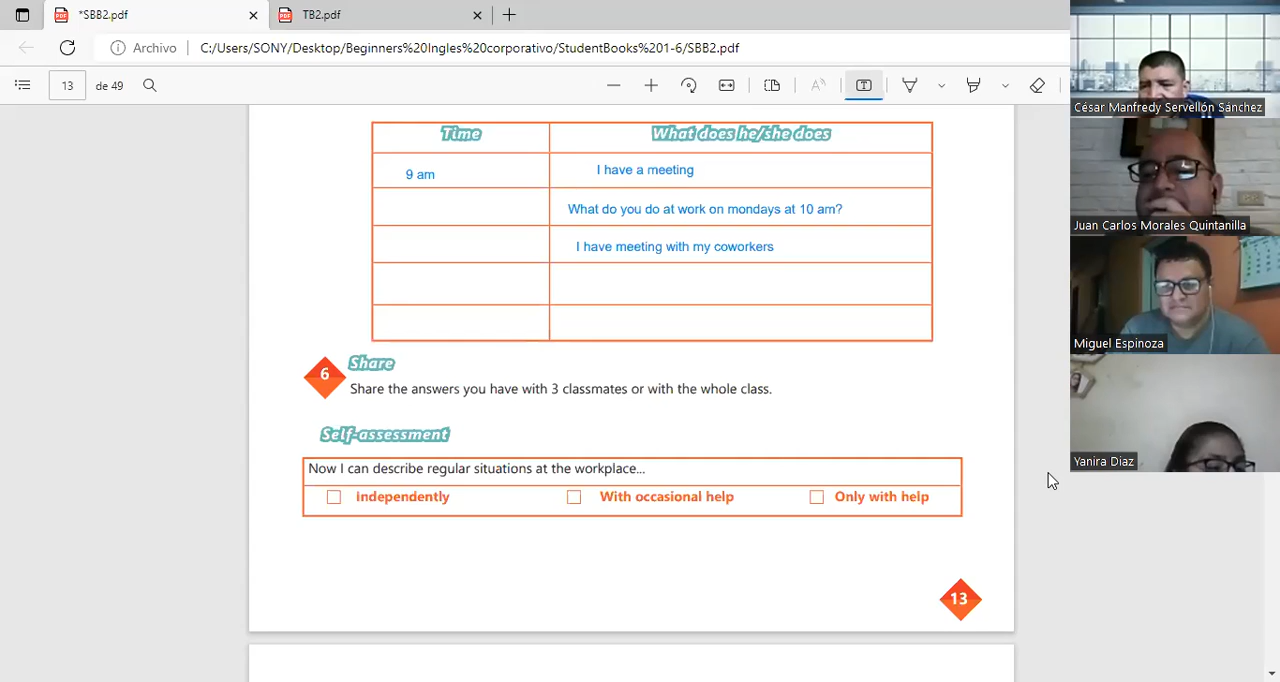 *SBB2.pdf
TB2.pdf
Archivo
C:/Users/SONY/Desktop/Beginners%20Ingles%20corporativo/StudentBooks%201-6/SBB2.pdf
13
de 49
Time
What does he/she does
9 am
I have a meeting
What do you do at work on mondays at 10 am?
I have meeting with my coworkers
6
Share
Share the answers you have with 3 classmates or with the whole class.
Self-assessment
Now I can describe regular situations at the workplace...
Independently
With occasional help
Only with help
13
César Manfredy Servellón Sánchez
Juan Carlos Morales Quintanilla
Miguel Espinoza
Yanira Diaz